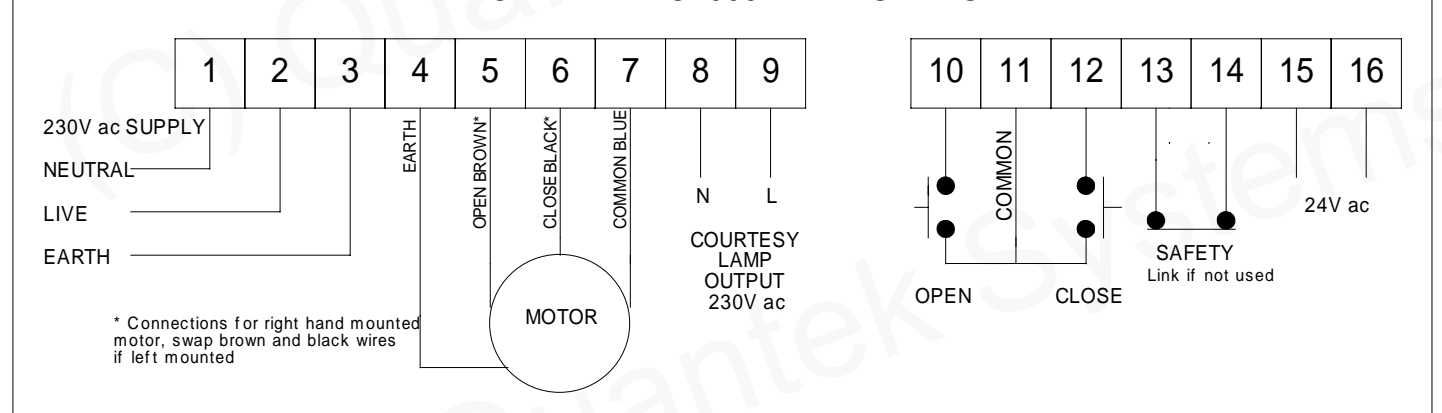 1 2 3 4 5 6 7 8 9
10 11 12 13 14 15 16
230V ac SUPPLY
NEUTRAL
LIVE
EARTH
EARTH
OPEN BROWN*
CLOSE BLACK*
COMMON BLUE
MOTOR
* Connections for right hand mounted
motor, swap brown and black wires
if left mounted
N L
COURTESY
LAMP
OUTPUT
230V ac
COMMON
OPEN
CLOSE
SAFETY
Link if not used
24V ac
(C) Quantek Systems